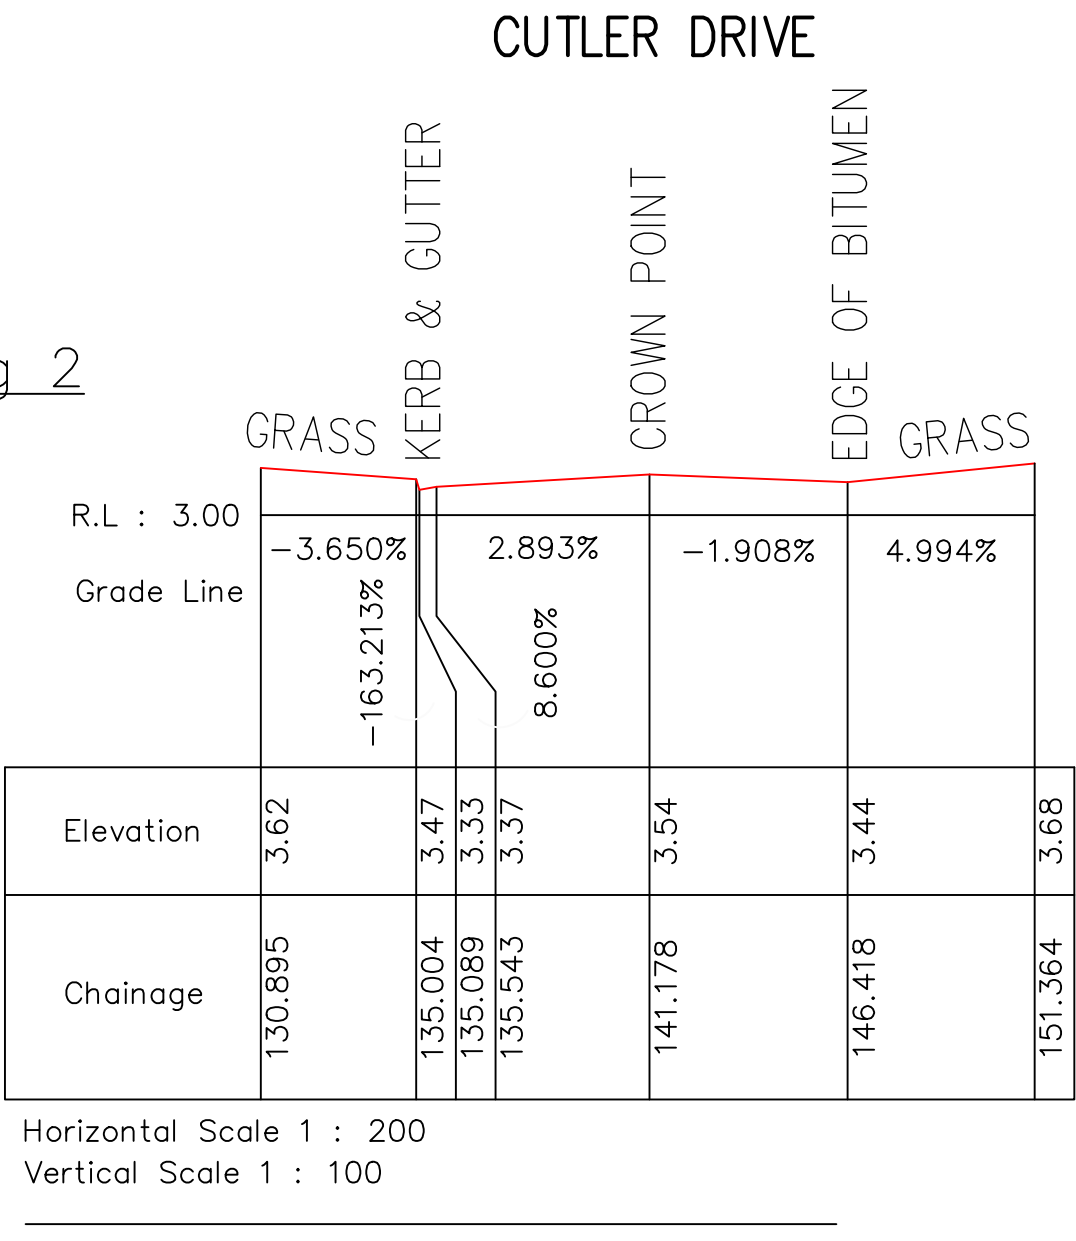 CUTLER DRIVE
KERB & GUTTER
CROWN POINT
EDGE OF BITUMEN
g 2
GRASS
GRASS
R.L : 3.00
-3.650%
2.893%
-1.908%
4.994%
Grade Line
-163.213%
8.600%
Elevation
3.62
3.47
3.33
3.37
3.54
3.44
3.68
Chainage
130.895
135.004
135.089
135.543
141.178
146.418
151.364
Horizontal Scale 1 : 200
Vertical Scale 1 : 100